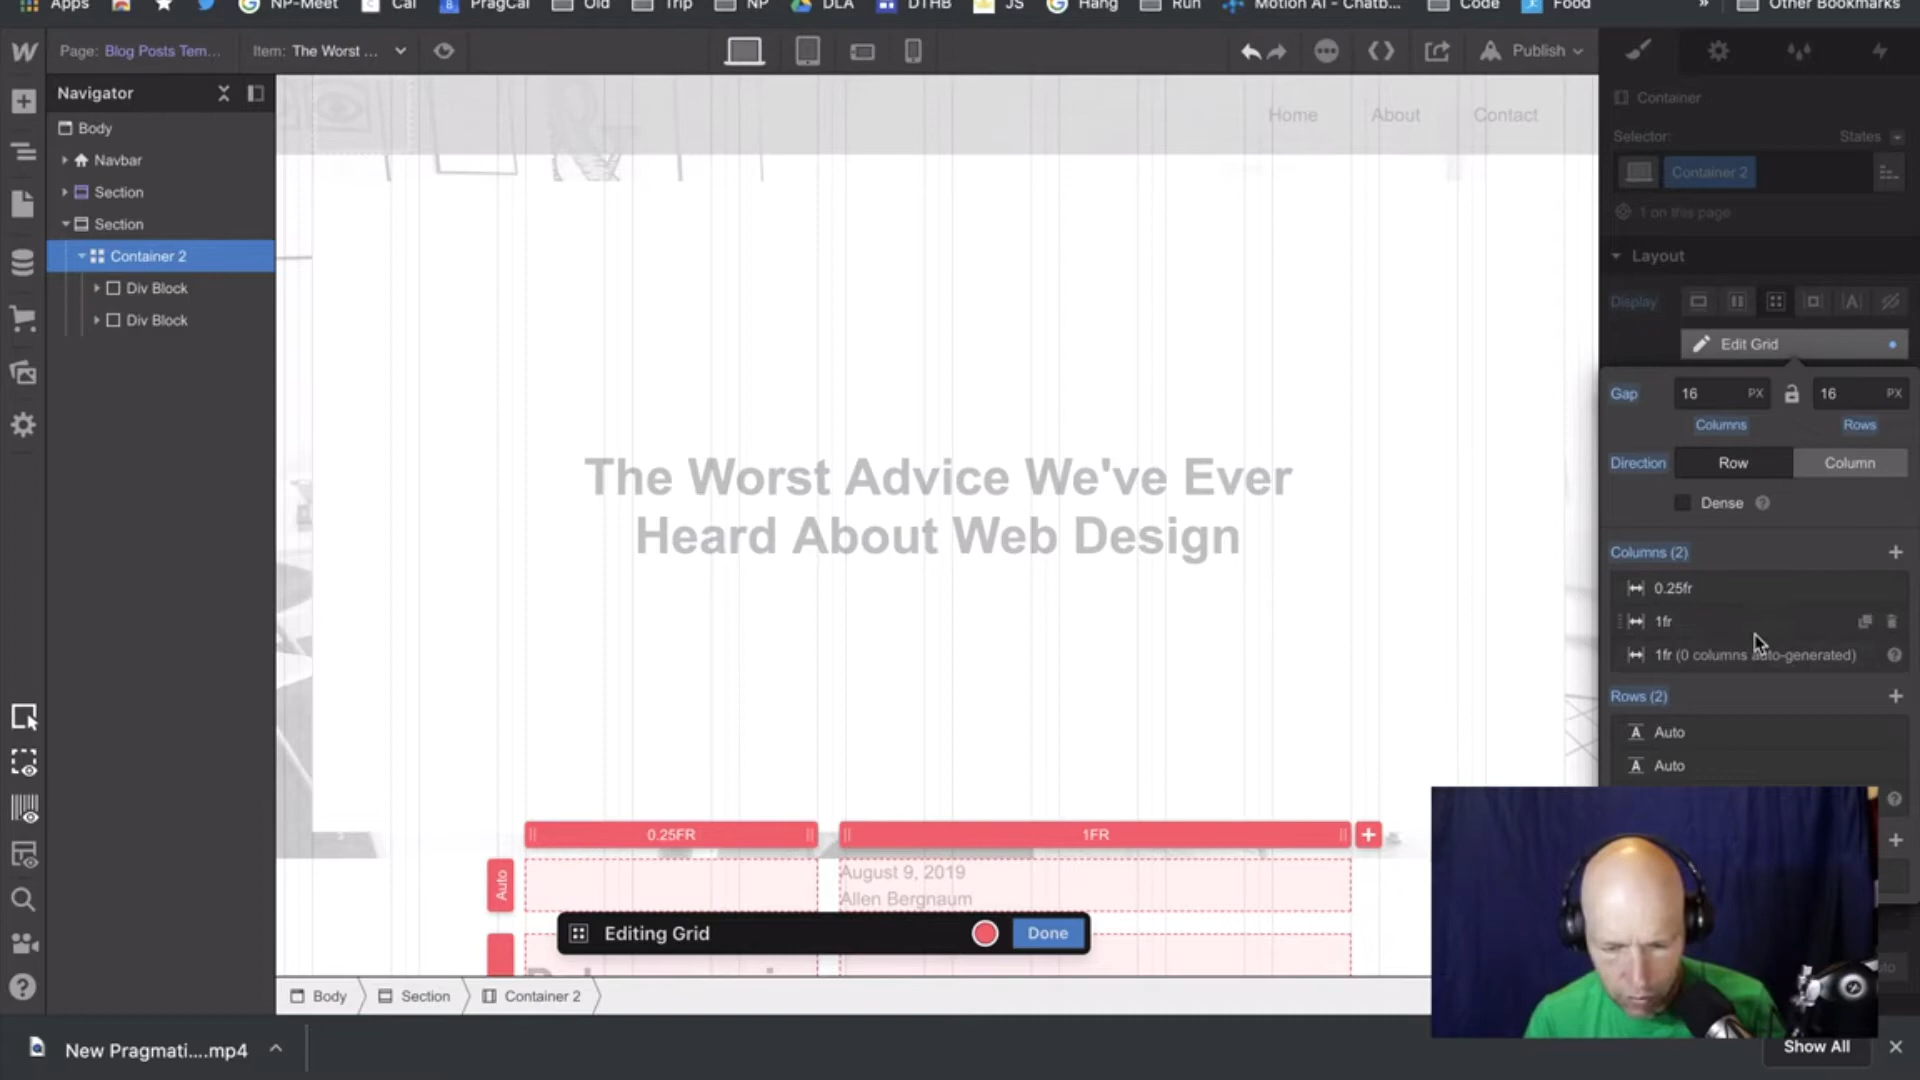 Apps
NP-Meet
Cal
PragCal
Old
Trip
NP
DLA
DTHB
JS
Hang
Run
Motion AI - Chatb...
Code
Food
»
Other Bookmarks
Page: Blog Posts Tem...
Item: The Worst ...
Publish
Navigator
Body
Navbar
Section
Section
Container 2
Div Block
Div Block
Home
About
Contact
The Worst Advice We've Ever
Heard About Web Design
0.25FR
1FR
Auto
August 9, 2019
Allen Bergnaum
Editing Grid
Done
Body
Section
Container 2
Container
Selector:
States
Container 2
1 on this page
Layout
Display
Edit Grid
Gap
16 PX
16 PX
Columns
Rows
Direction
Row
Column
Dense
Columns (2)
0.25fr
1fr
1fr (0 columns auto-generated)
Rows (2)
Auto
Auto
New Pragmati....mp4
Show All